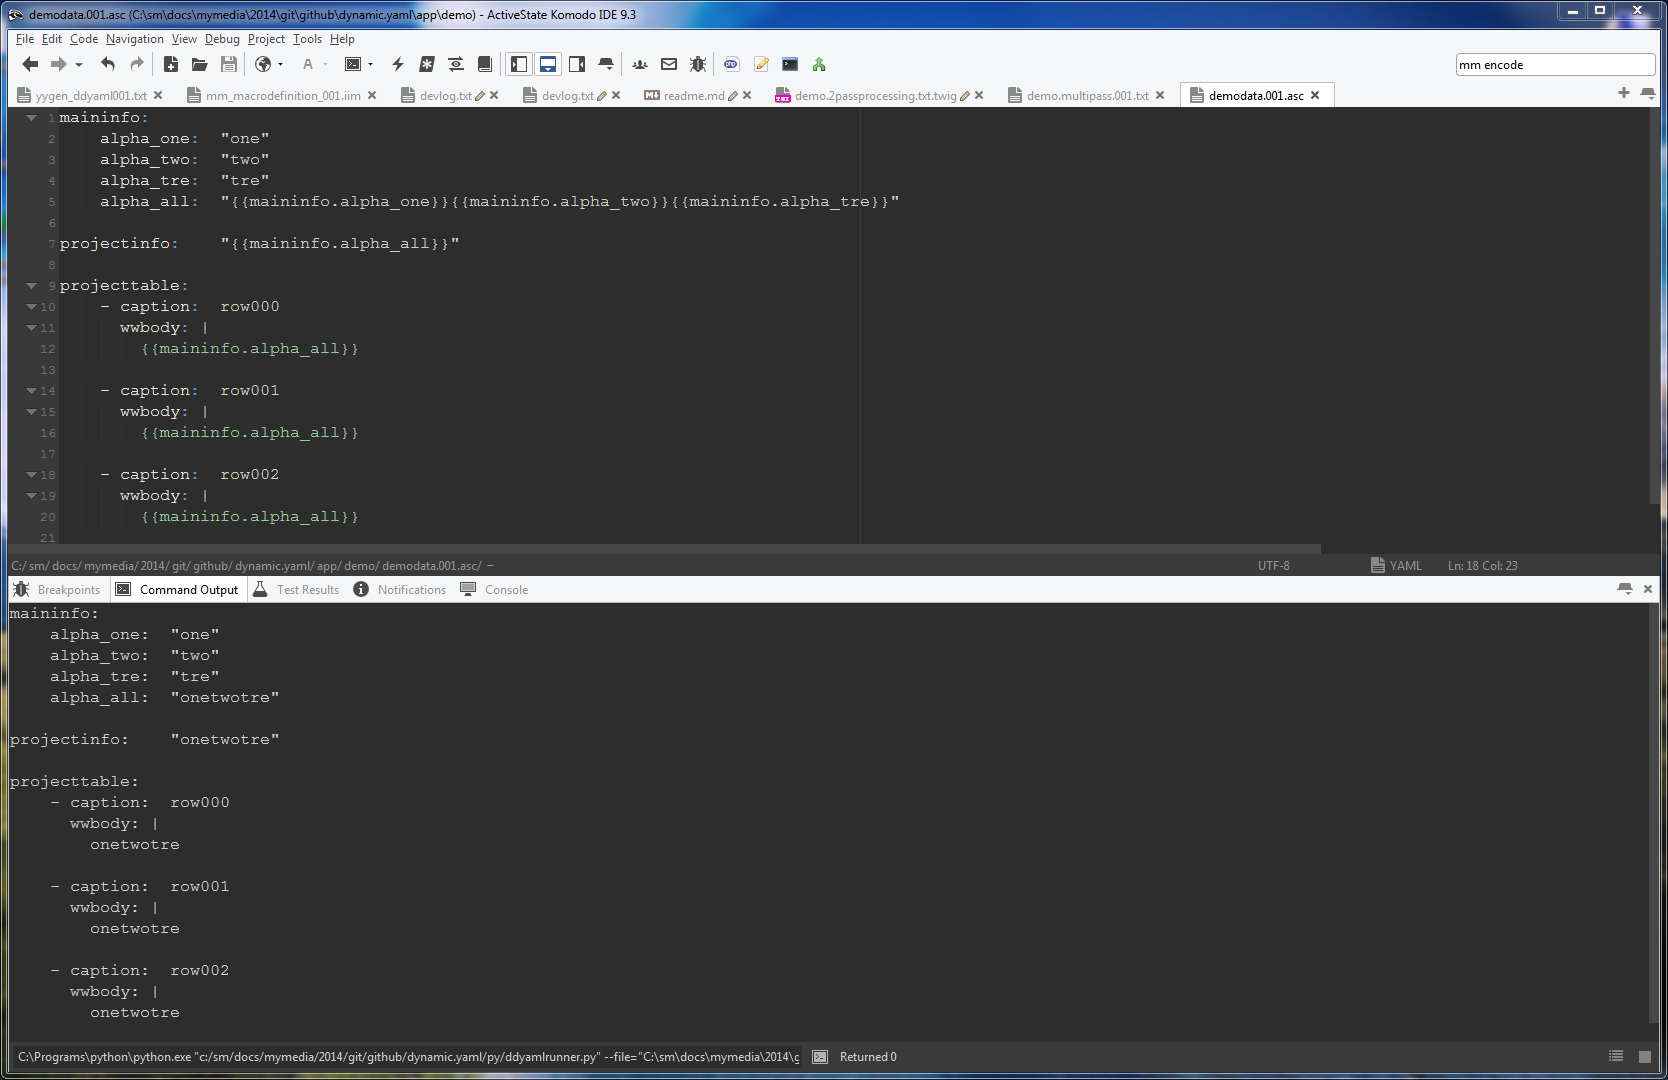 demodata.001.asc (C:\sm\docs\mymedia\2014\git\github\dynamic.yaml\app\demo) - ActiveState Komodo IDE 9.3
File Edit Code Navigation View Debug Project Tools Help
mm encode
yygen_ddyaml001.txt mm_macrodefinition_001.iim devlog.txt devlog.txt readme.md demo.2passprocessing.txt.twig demo.multipass.001.txt demodata.001.asc
1 maininfo:
2 alpha_one: "one"
3 alpha_two: "two"
4 alpha_tre: "tre"
5 alpha_all: "{{maininfo.alpha_one}}{{maininfo.alpha_two}}{{maininfo.alpha_tre}}"
6
7 projectinfo: "{{maininfo.alpha_all}}"
8
9 projecttable:
10 - caption: row000
11 wwbody: |
12 {{maininfo.alpha_all}}
13
14 - caption: row001
15 wwbody: |
16 {{maininfo.alpha_all}}
17
18 - caption: row002
19 wwbody: |
20 {{maininfo.alpha_all}}
21
C:/ sm/ docs/ mymedia/ 2014/ git/ github/ dynamic.yaml/ app/ demo/ demodata.001.asc/ − UTF-8 YAML Ln: 18 Col: 23
Breakpoints Command Output Test Results Notifications Console
maininfo:
alpha_one: "one"
alpha_two: "two"
alpha_tre: "tre"
alpha_all: "onetwotre"
projectinfo: "onetwotre"
projecttable:
- caption: row000
wwbody: |
onetwotre
- caption: row001
wwbody: |
onetwotre
- caption: row002
wwbody: |
onetwotre
C:\Programs\python\python.exe "c:/sm/docs/mymedia/2014/git/github/dynamic.yaml/py/ddyamlrunner.py" --file="C:\sm\docs\mymedia\2014\g Returned 0